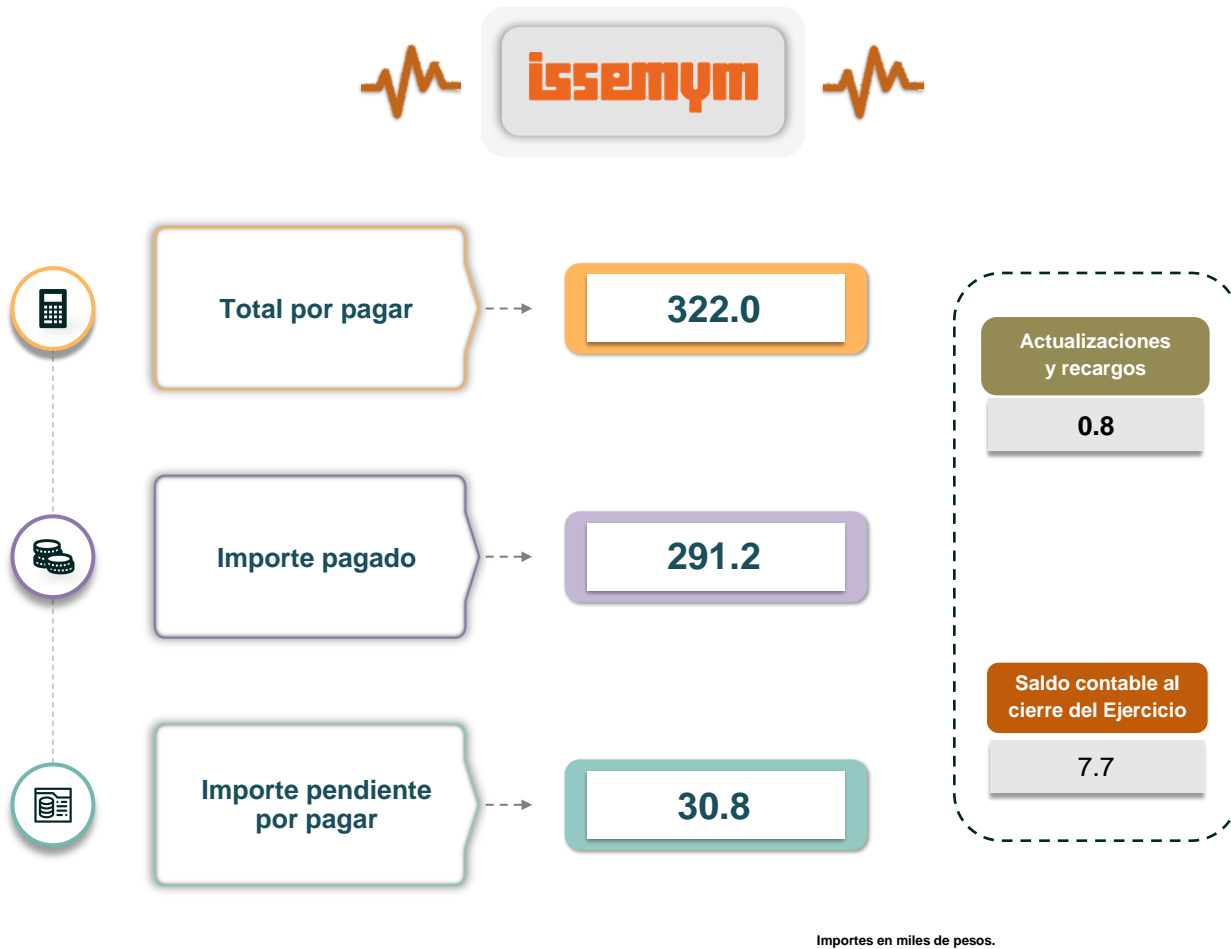 issemym
Total por pagar
322.0
Actualizaciones
y recargos
0.8
Importe pagado
291.2
Saldo contable al
cierre del Ejercicio
7.7
Importe pendiente
por pagar
30.8
Importes en miles de pesos.